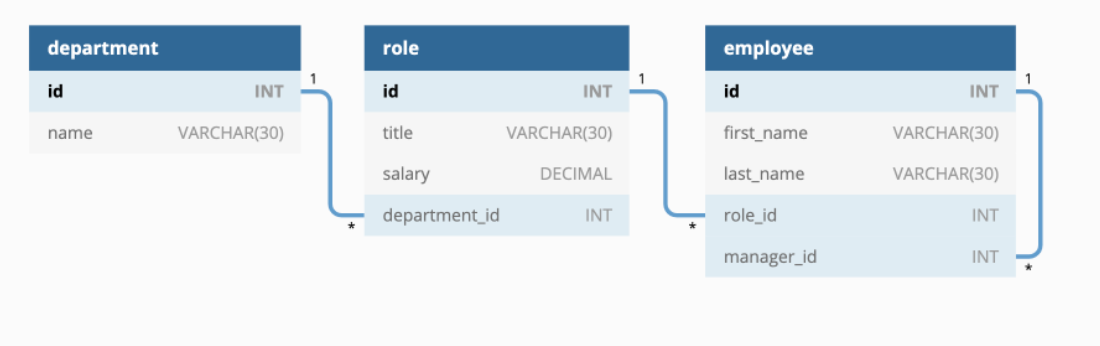 department
id INT
name VARCHAR(30)
1
*
role
id INT
title VARCHAR(30)
salary DECIMAL
department_id INT
1
*
employee
id INT
first_name VARCHAR(30)
last_name VARCHAR(30)
role_id INT
manager_id INT
1
*